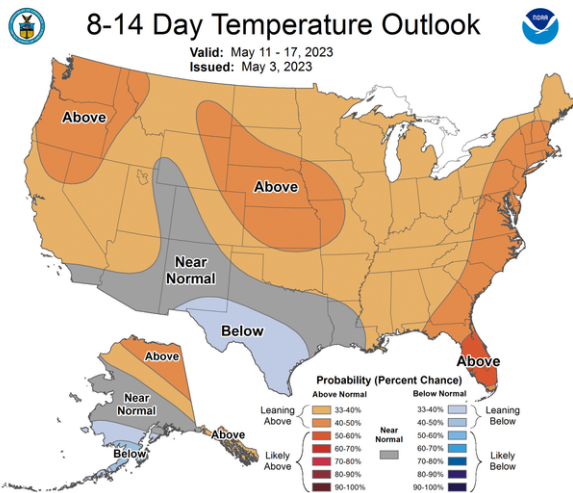 8-14 Day Temperature Outlook
Valid: May 11 - 17, 2023
Issued: May 3, 2023
NOAA
Above
Above
Near
Normal
Below
Above
Above
Near
Normal
Below
Above
Probability (Percent Chance)
Above Normal
Below Normal
Leaning
Above
33-40%
40-50%
Likely
Above
50-60%
60-70%
70-80%
80-90%
90-100%
Near
Normal
33-40%
40-50%
Leaning
Below
50-60%
60-70%
70-80%
80-90%
90-100%
Likely
Below